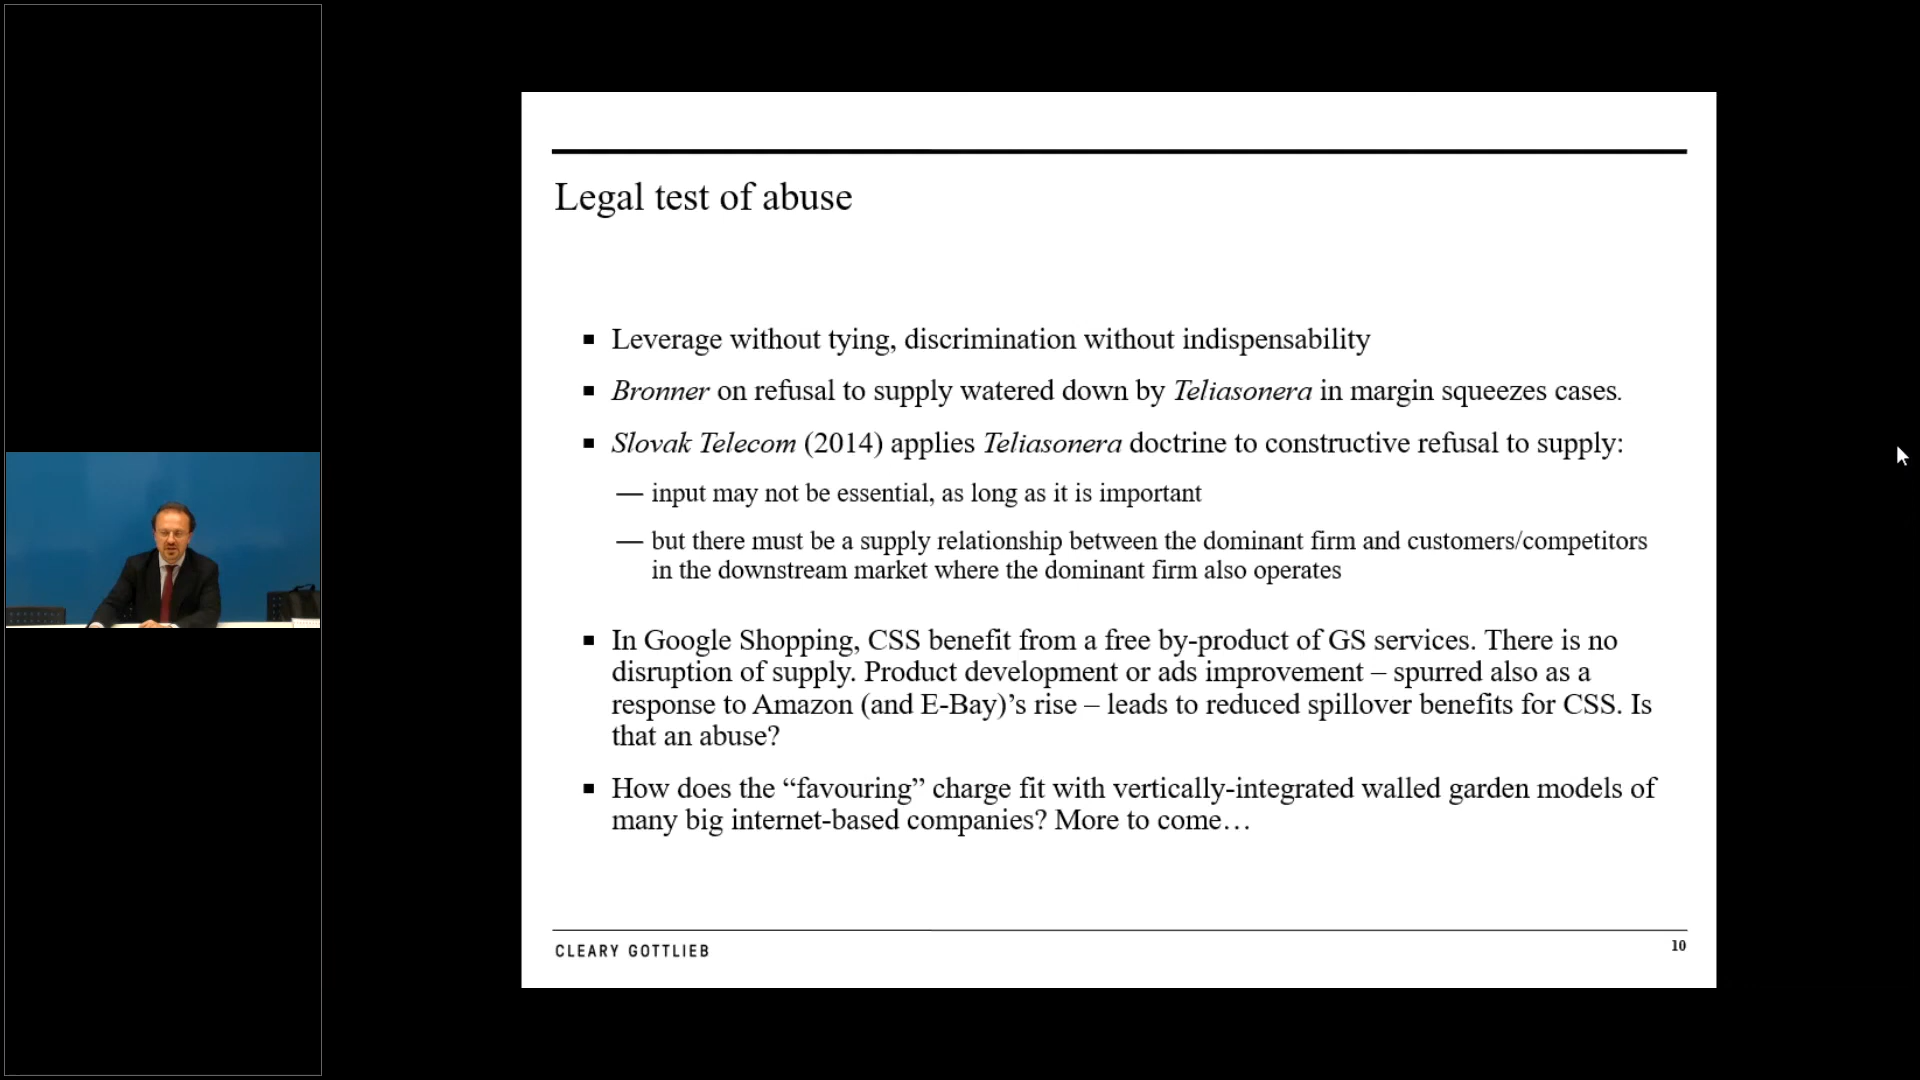 Legal test of abuse
▪ Leverage without tying, discrimination without indispensability
▪ Bronner on refusal to supply watered down by Teliasonera in margin squeezes cases.
▪ Slovak Telecom (2014) applies Teliasonera doctrine to constructive refusal to supply:
— input may not be essential, as long as it is important
— but there must be a supply relationship between the dominant firm and customers/competitors
in the downstream market where the dominant firm also operates
▪ In Google Shopping, CSS benefit from a free by-product of GS services. There is no
disruption of supply. Product development or ads improvement – spurred also as a
response to Amazon (and E-Bay)’s rise – leads to reduced spillover benefits for CSS. Is
that an abuse?
▪ How does the “favouring” charge fit with vertically-integrated walled garden models of
many big internet-based companies? More to come…
CLEARY GOTTLIEB
10